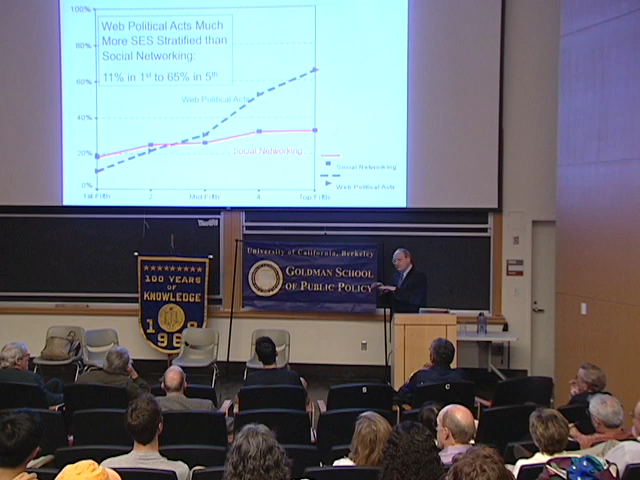 100%
Web Political Acts Much
More SES Stratified than
Social Networking:
11% in 1st to 65% in 5th
80%
60%
Web Political Acts
40%
Social Networking
20%
0%
1st Fifth 2 Mid Fifth 4 Top Fifth
Social Networking
Web Political Acts
University of California, Berkeley
GOLDMAN SCHOOL
OF PUBLIC POLICY
100 YEARS
OF
KNOWLEDGE
S
C